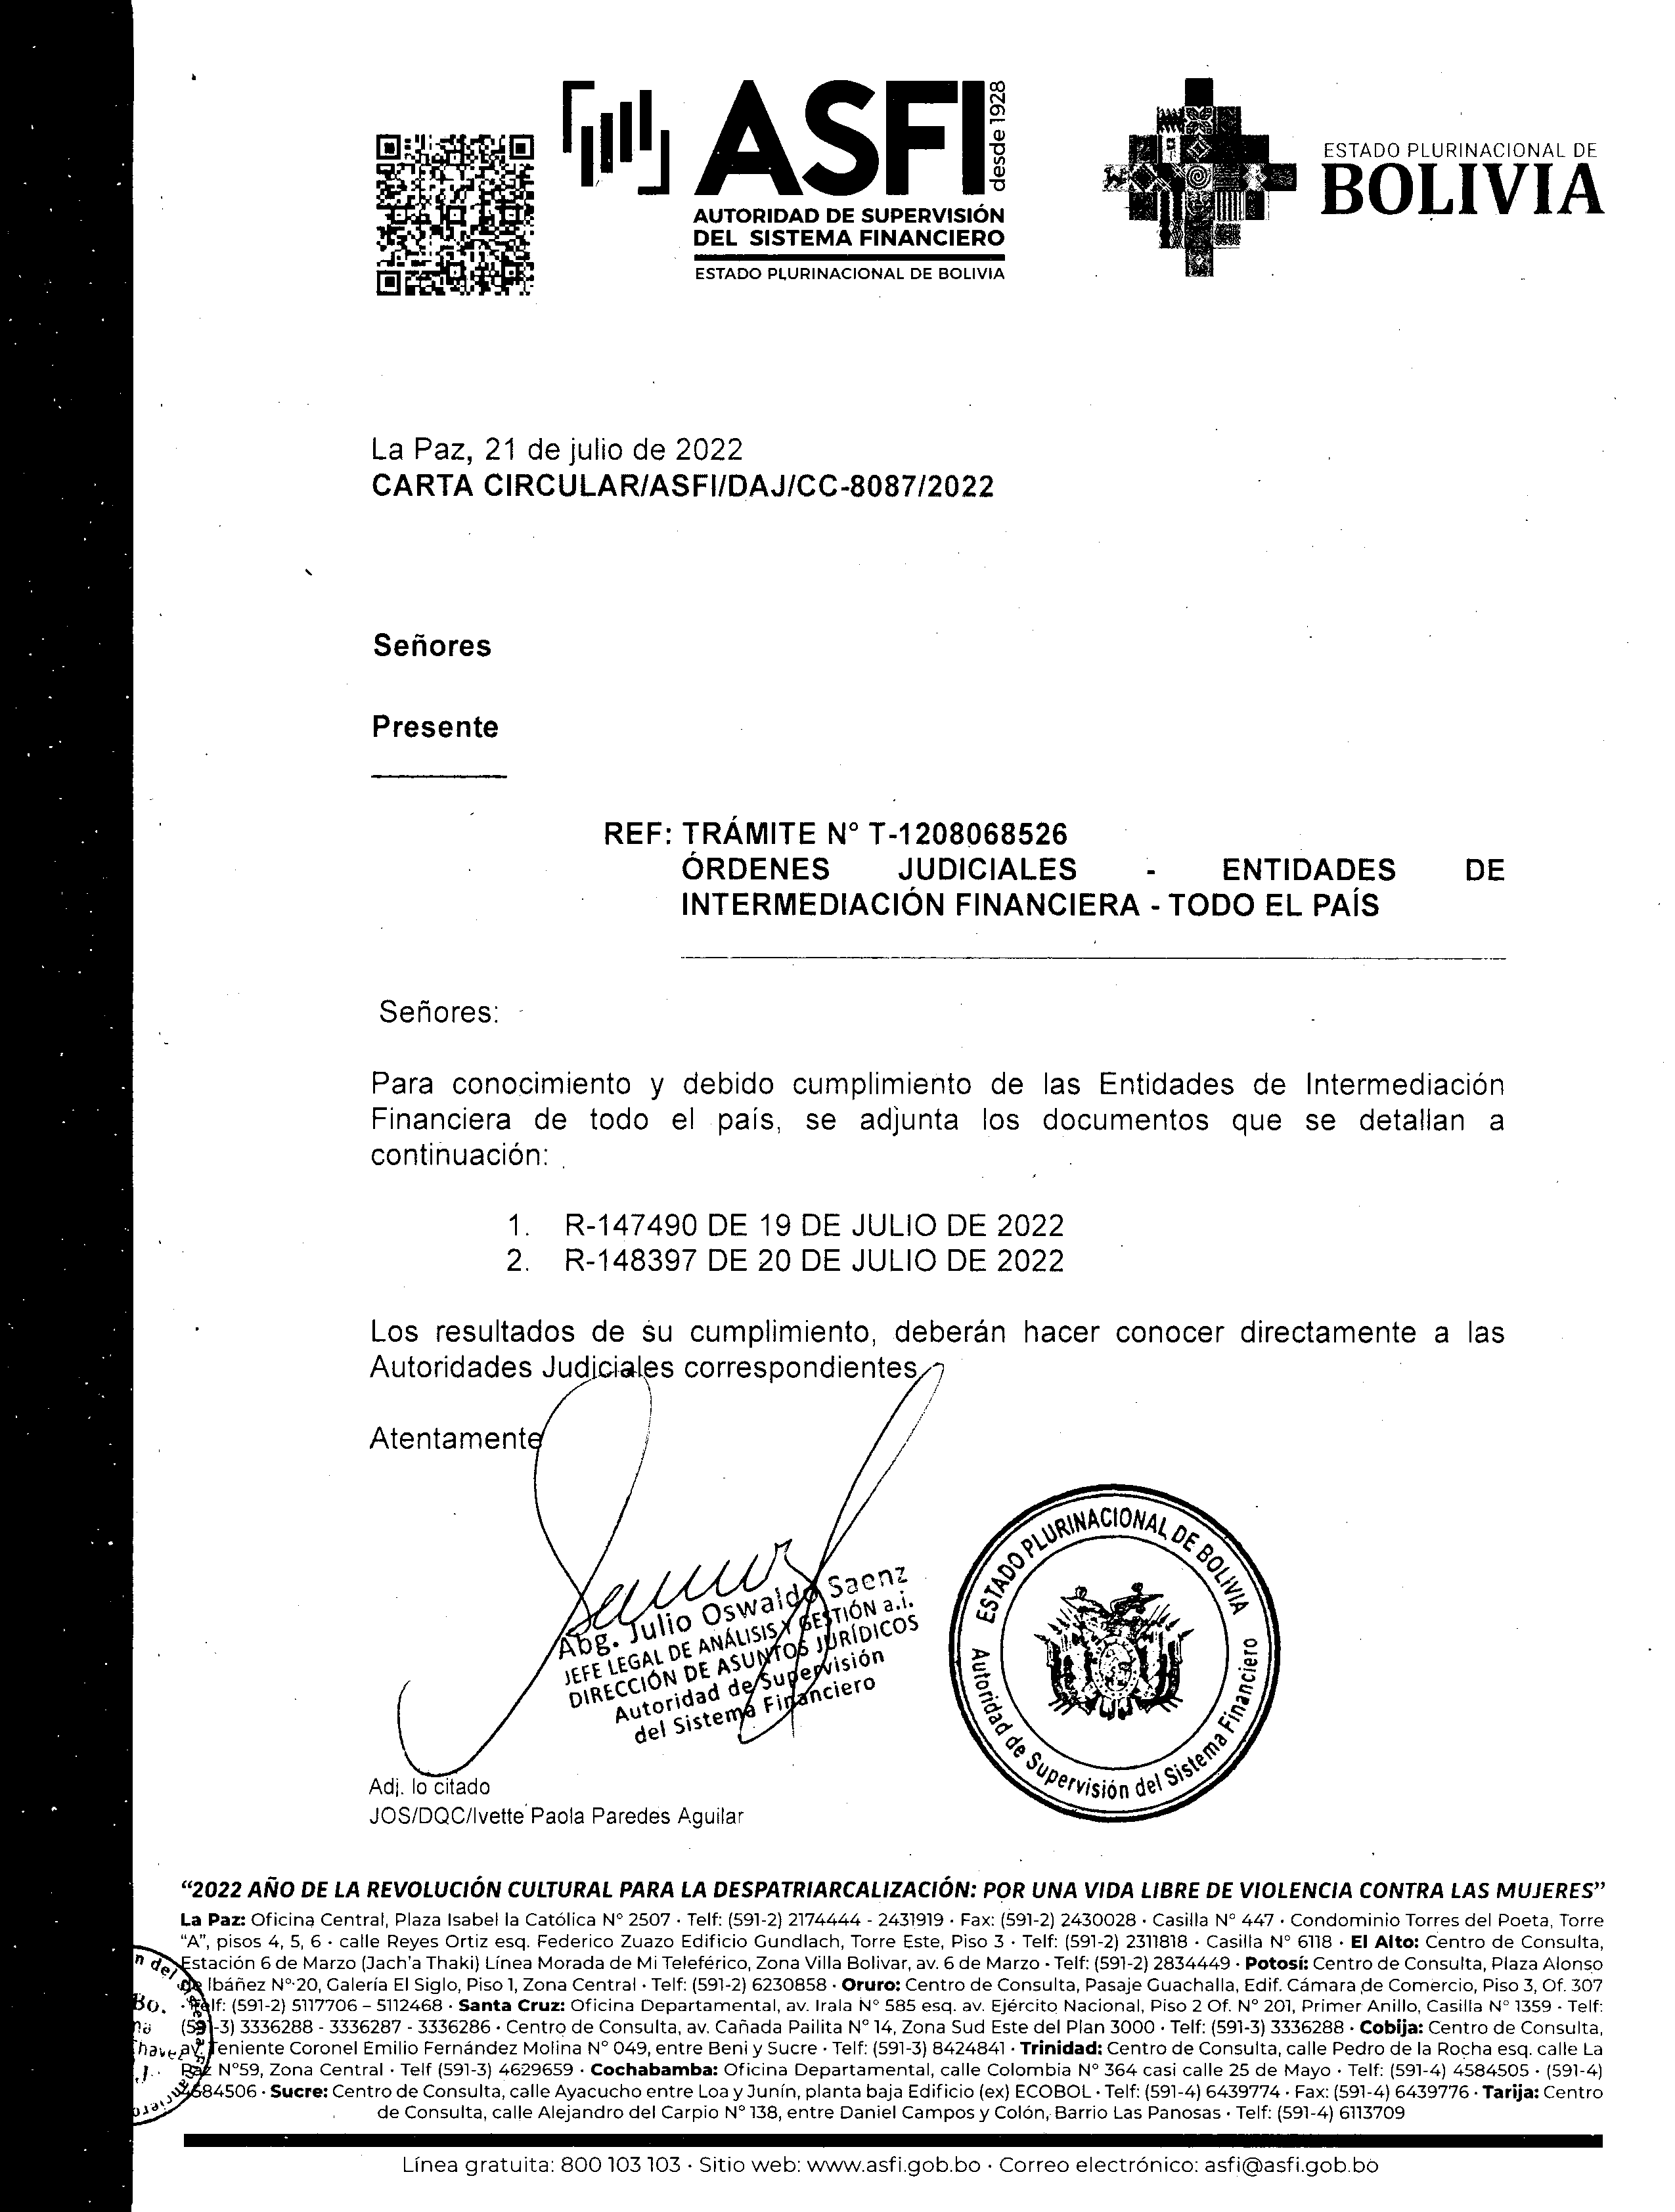 ASFI
desde 1928
AUTORIDAD DE SUPERVISIÓN
DEL SISTEMA FINANCIERO
ESTADO PLURINACIONAL DE BOLIVIA
ESTADO PLURINACIONAL DE
BOLIVIA
La Paz, 21 de julio de 2022
CARTA CIRCULAR/ASFI/DAJ/CC-8087/2022
Señores
Presente
REF: TRÁMITE N° T-1208068526
ÓRDENES JUDICIALES - ENTIDADES DE
INTERMEDIACIÓN FINANCIERA - TODO EL PAÍS
Señores:
Para conocimiento y debido cumplimiento de las Entidades de Intermediación
Financiera de todo el país, se adjunta los documentos que se detallan a
continuación:
1. R-147490 DE 19 DE JULIO DE 2022
2. R-148397 DE 20 DE JULIO DE 2022
Los resultados de su cumplimiento, deberán hacer conocer directamente a las
Autoridades Judiciales correspondientes
Atentamente
Abg. Julio Oswaldo Saenz
JEFE LEGAL DE ANÁLISIS Y GESTIÓN a.i.
DIRECCIÓN DE ASUNTOS JURÍDICOS
Autoridad de Supervisión
del Sistema Financiero
ESTADO PLURINACIONAL DE BOLIVIA
Autoridad de Supervisión del Sistema Financiero
Adj. lo citado
JOS/DQC/Ivette Paola Paredes Aguilar
"2022 AÑO DE LA REVOLUCIÓN CULTURAL PARA LA DESPATRIARCALIZACIÓN: POR UNA VIDA LIBRE DE VIOLENCIA CONTRA LAS MUJERES"
La Paz: Oficina Central, Plaza Isabel la Católica N° 2507 · Telf: (591-2) 2174444 - 2431919 · Fax: (591-2) 2430028 · Casilla N° 447 · Condominio Torres del Poeta, Torre
"A", pisos 4, 5, 6 · calle Reyes Ortiz esq. Federico Zuazo Edificio Gundlach, Torre Este, Piso 3 · Telf: (591-2) 2311818 · Casilla N° 6118 · El Alto: Centro de Consulta,
Estación 6 de Marzo (Jach'a Thaki) Línea Morada de Mi Teleférico, Zona Villa Bolivar, av. 6 de Marzo · Telf: (591-2) 2834449 · Potosí: Centro de Consulta, Plaza Alonso
de Ibáñez N° 20, Galería El Siglo, Piso 1, Zona Central · Telf: (591-2) 6230858 · Oruro: Centro de Consulta, Pasaje Guachalla, Edif. Cámara de Comercio, Piso 3, Of. 307
· Telf: (591-2) 5117706 – 5112468 · Santa Cruz: Oficina Departamental, av. Irala N° 585 esq. av. Ejército Nacional, Piso 2 Of. N° 201, Primer Anillo, Casilla N° 1359 · Telf:
(591-3) 3336288 - 3336287 - 3336286 · Centro de Consulta, av. Cañada Pailita N° 14, Zona Sud Este del Plan 3000 · Telf: (591-3) 3336288 · Cobija: Centro de Consulta,
av. Teniente Coronel Emilio Fernández Molina N° 049, entre Beni y Sucre · Telf: (591-3) 8424841 · Trinidad: Centro de Consulta, calle Pedro de la Rocha esq. calle La
Paz N°59, Zona Central · Telf (591-3) 4629659 · Cochabamba: Oficina Departamental, calle Colombia N° 364 casi calle 25 de Mayo · Telf: (591-4) 4584505 · (591-4)
4584506 · Sucre: Centro de Consulta, calle Ayacucho entre Loa y Junín, planta baja Edificio (ex) ECOBOL · Telf: (591-4) 6439774 · Fax: (591-4) 6439776 · Tarija: Centro
de Consulta, calle Alejandro del Carpio N° 138, entre Daniel Campos y Colón, Barrio Las Panosas · Telf: (591-4) 6113709
Línea gratuita: 800 103 103 · Sitio web: www.asfi.gob.bo · Correo electrónico: asfi@asfi.gob.bo